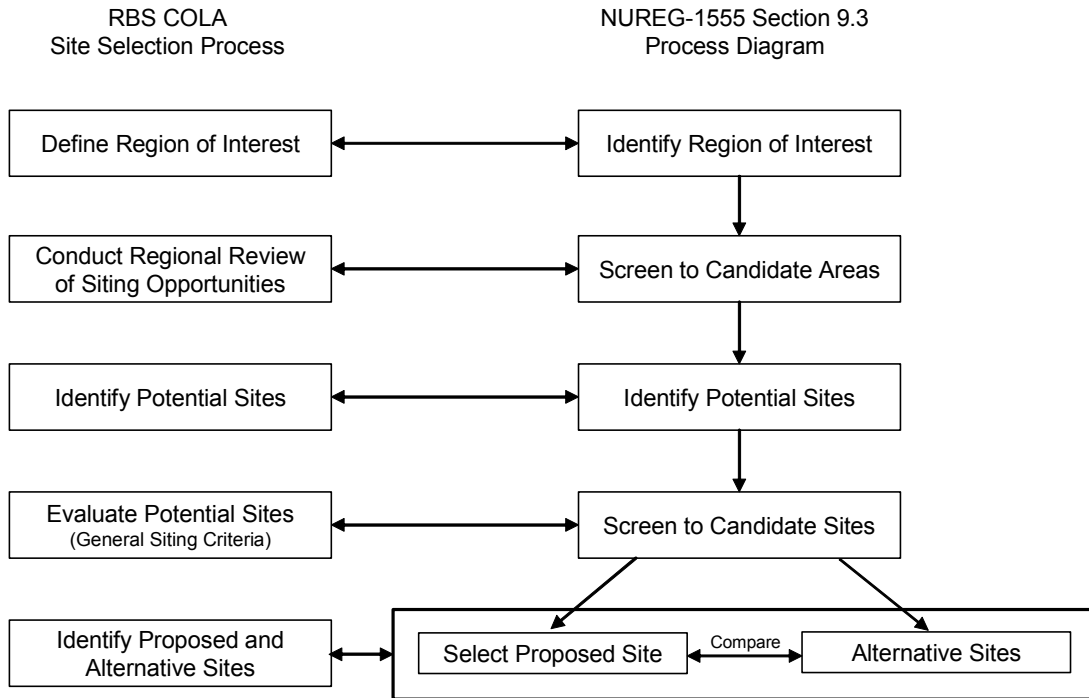 RBS COLA
Site Selection Process
NUREG-1555 Section 9.3
Process Diagram
Define Region of Interest
Identify Region of Interest
Conduct Regional Review
of Siting Opportunities
Screen to Candidate Areas
Identify Potential Sites
Identify Potential Sites
Evaluate Potential Sites
(General Siting Criteria)
Screen to Candidate Sites
Identify Proposed and
Alternative Sites
Select Proposed Site
Compare
Alternative Sites